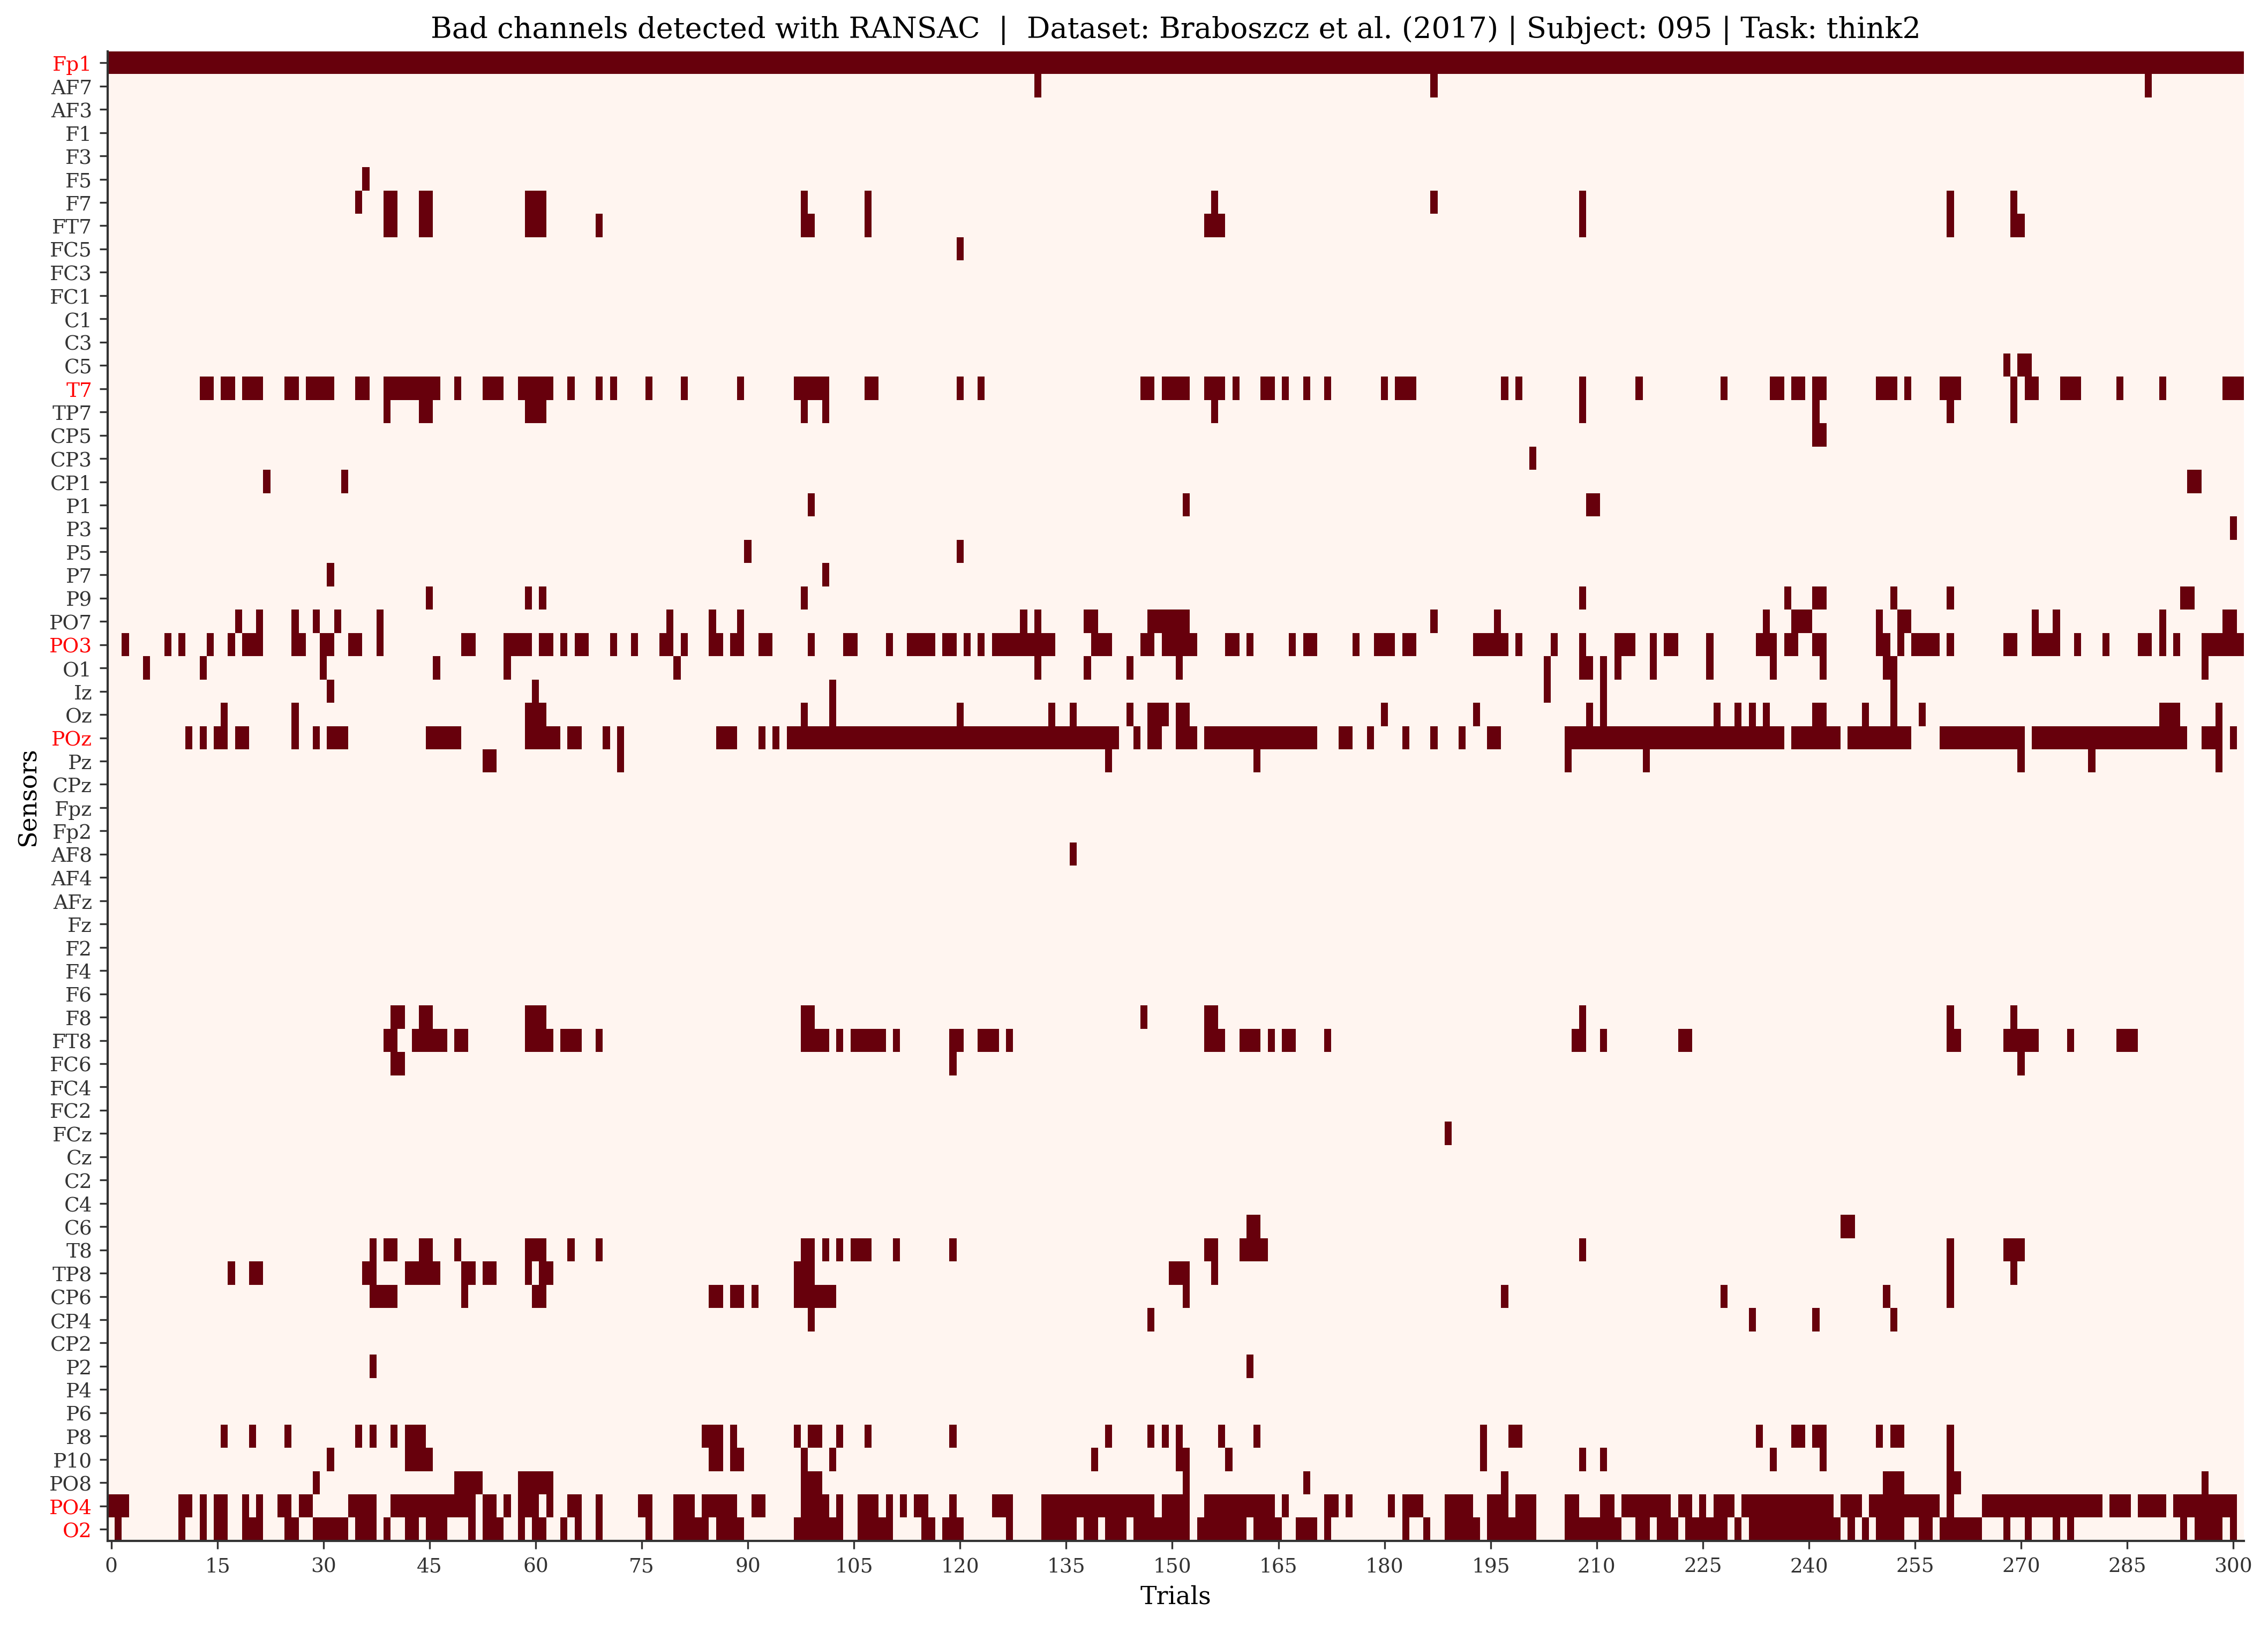 Bad channels detected with RANSAC | Dataset: Braboszcz et al. (2017) | Subject: 095 | Task: think2
Sensors
Fp1
AF7
AF3
F1
F3
F5
F7
FT7
FC5
FC3
FC1
C1
C3
C5
T7
TP7
CP5
CP3
CP1
P1
P3
P5
P7
P9
PO7
PO3
O1
Iz
Oz
POz
Pz
CPz
Fpz
Fp2
AF8
AF4
AFz
Fz
F2
F4
F6
F8
FT8
FC6
FC4
FC2
FCz
Cz
C2
C4
C6
T8
TP8
CP6
CP4
CP2
P2
P4
P6
P8
P10
PO8
PO4
O2
0 15 30 45 60 75 90 105 120 135 150 165 180 195 210 225 240 255 270 285 300
Trials